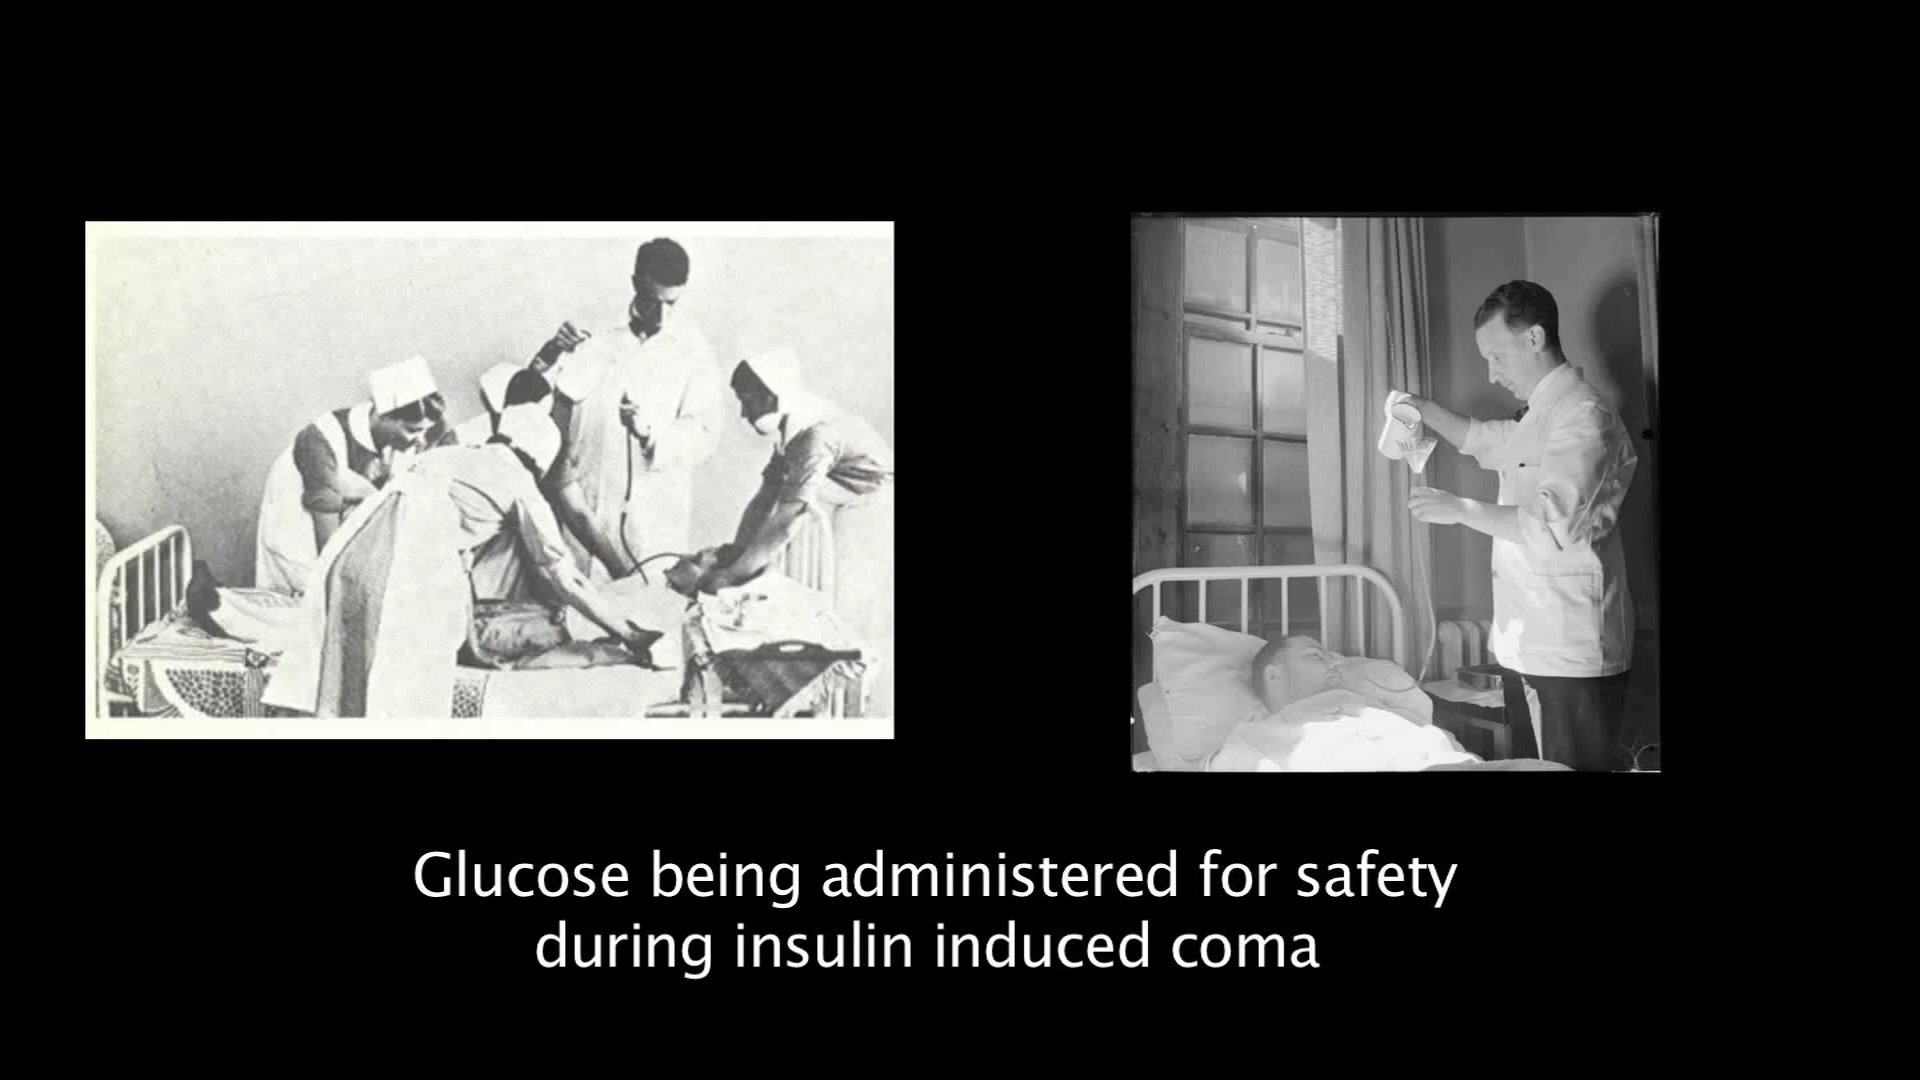 Glucose being administered for safety
during insulin induced coma